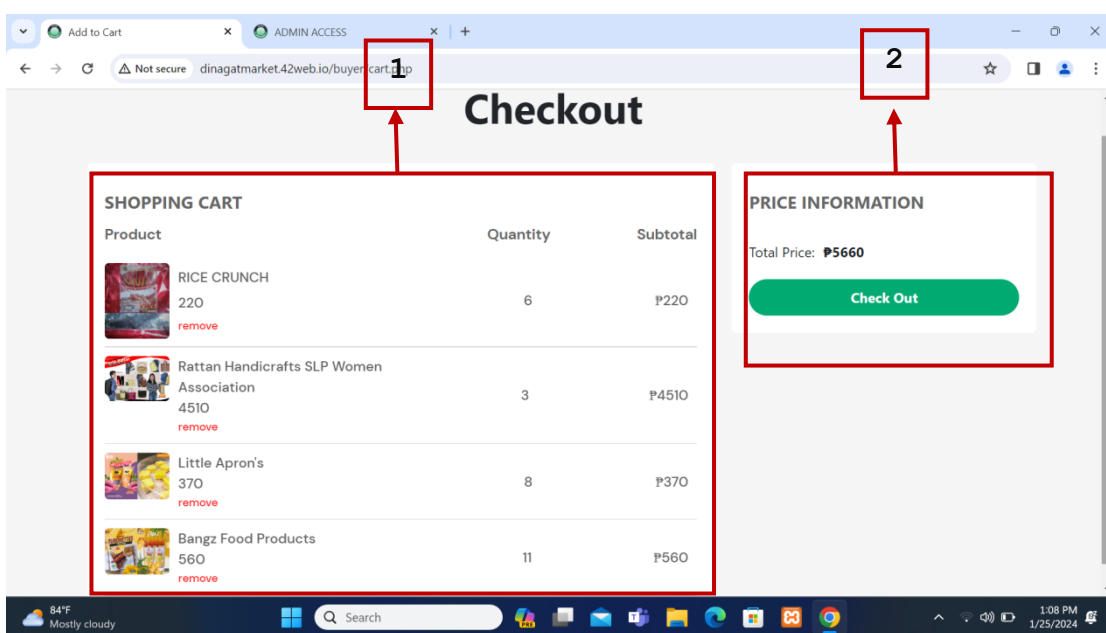 Add to Cart
ADMIN ACCESS
Not secure
dinagatmarket.42web.io/buyer/cart.php
1
2
Checkout
SHOPPING CART
Product Quantity Subtotal
RICE CRUNCH
220 6 ₱220
remove
Rattan Handicrafts SLP Women
Association
4510 3 ₱4510
remove
Little Apron's
370 8 ₱370
remove
Bangz Food Products
560 11 ₱560
remove
PRICE INFORMATION
Total Price: ₱5660
Check Out
84°F
Mostly cloudy
Search
PRE
1:08 PM
1/25/2024